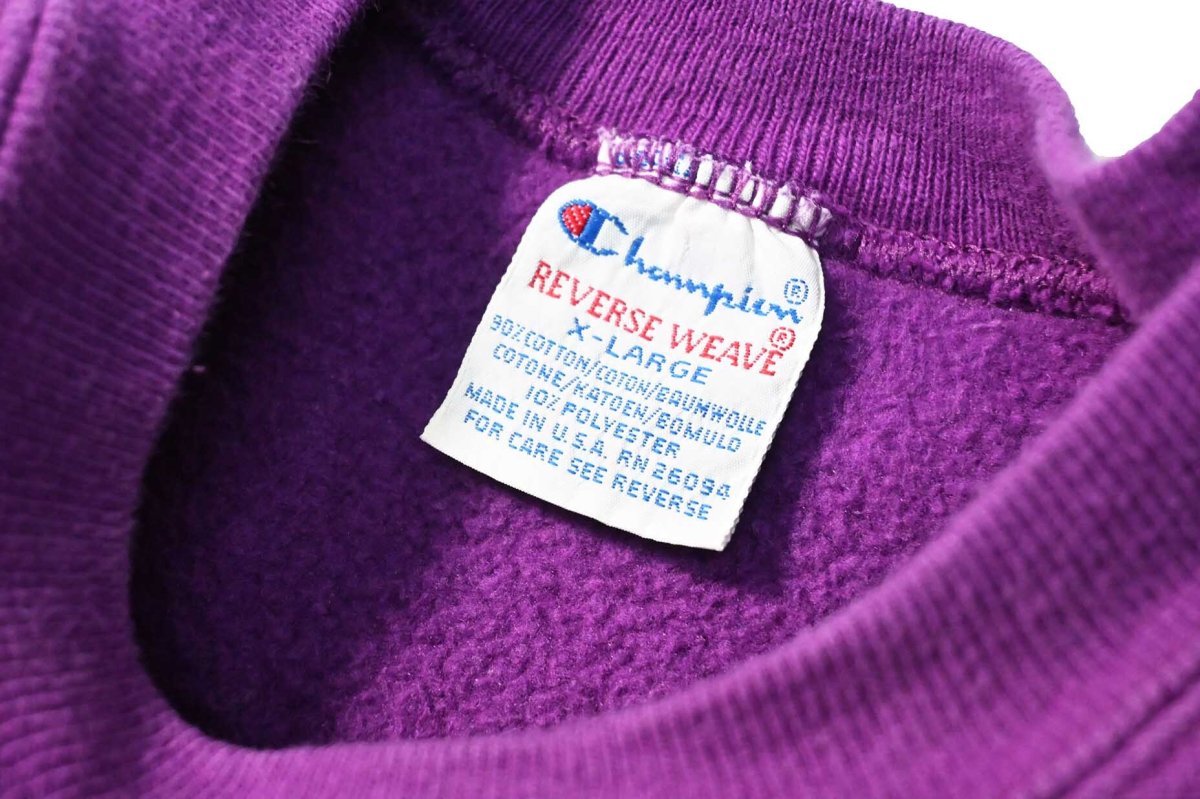 Champion®
REVERSE WEAVE®
X-LARGE
90% COTTON/COTON/BAUMWOLLE
COTONE/KATOEN/BOMULD
10% POLYESTER
MADE IN U.S.A. RN 26094
FOR CARE SEE REVERSE